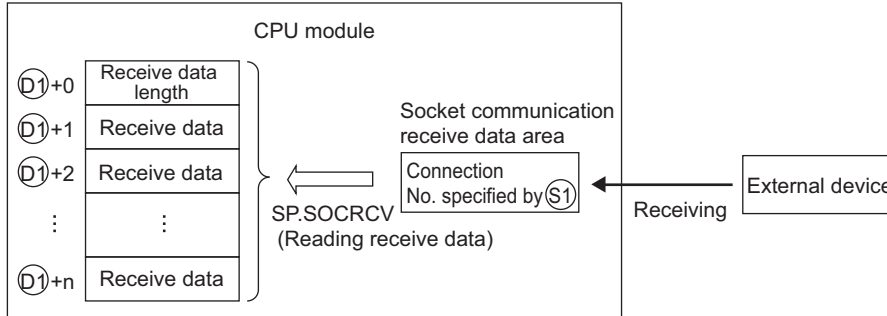 CPU module
D1+0
Receive data
length
D1+1
Receive data
D1+2
Receive data
⋮
⋮
D1+n
Receive data
SP.SOCRCV
(Reading receive data)
Socket communication
receive data area
Connection
No. specified by S1
Receiving
External device